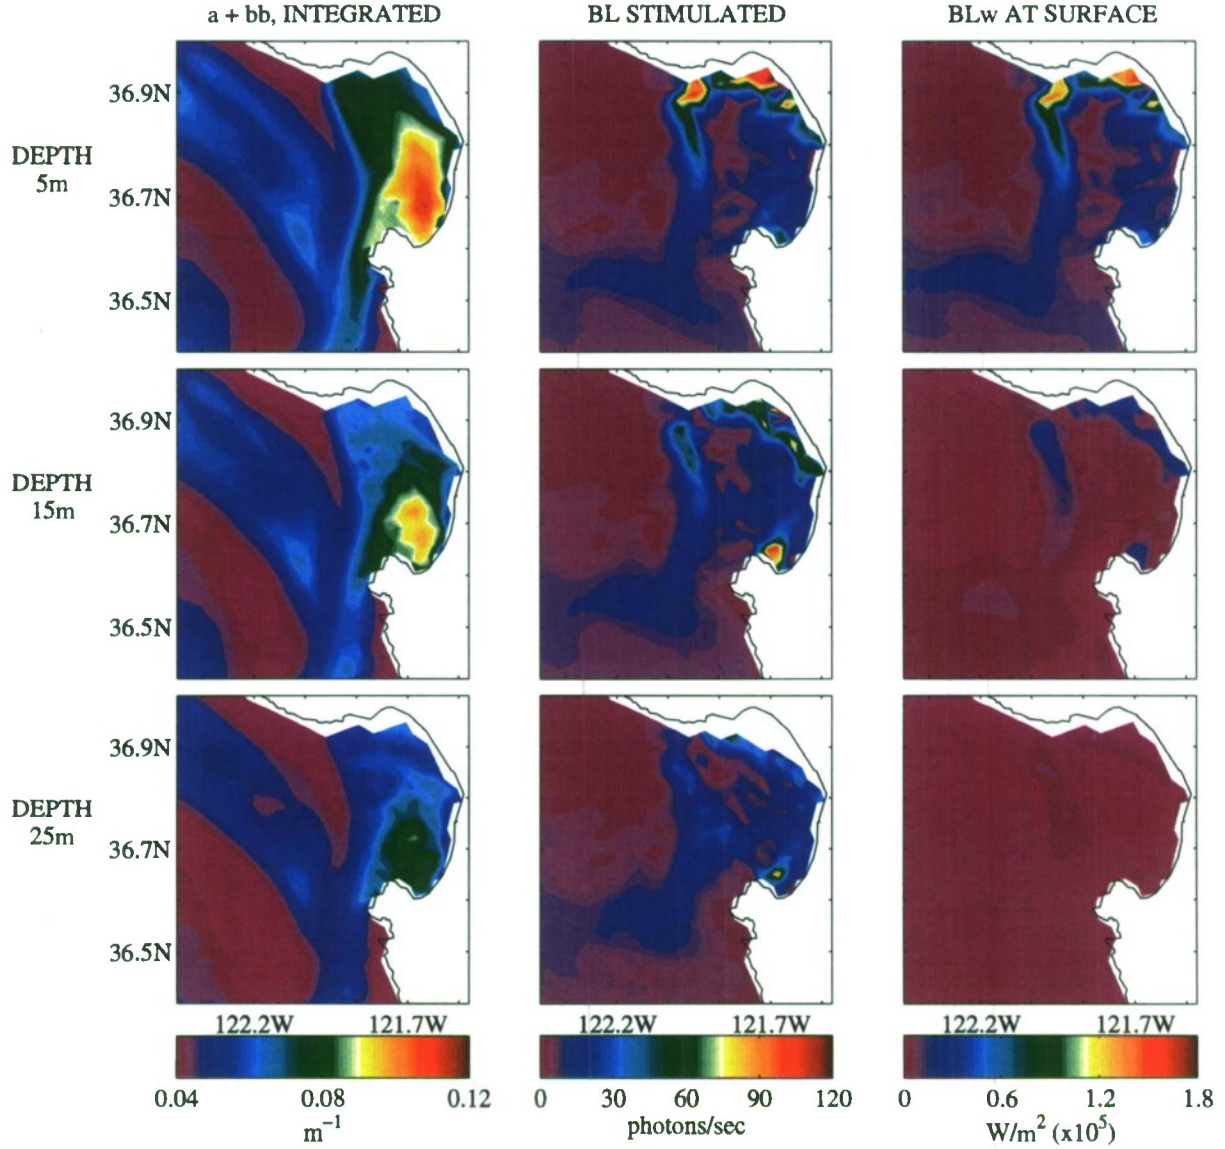 a + bb, INTEGRATED BL STIMULATED BLw AT SURFACE
36.9N
DEPTH
5m
36.7N
36.5N
36.9N
DEPTH
15m
36.7N
36.5N
36.9N
DEPTH
25m
36.7N
36.5N
122.2W 121.7W 122.2W 121.7W 122.2W 121.7W
0.04 0.08 0.12 0 30 60 90 120 0 0.6 1.2 1.8
m⁻¹ photons/sec W/m² (x10⁵)